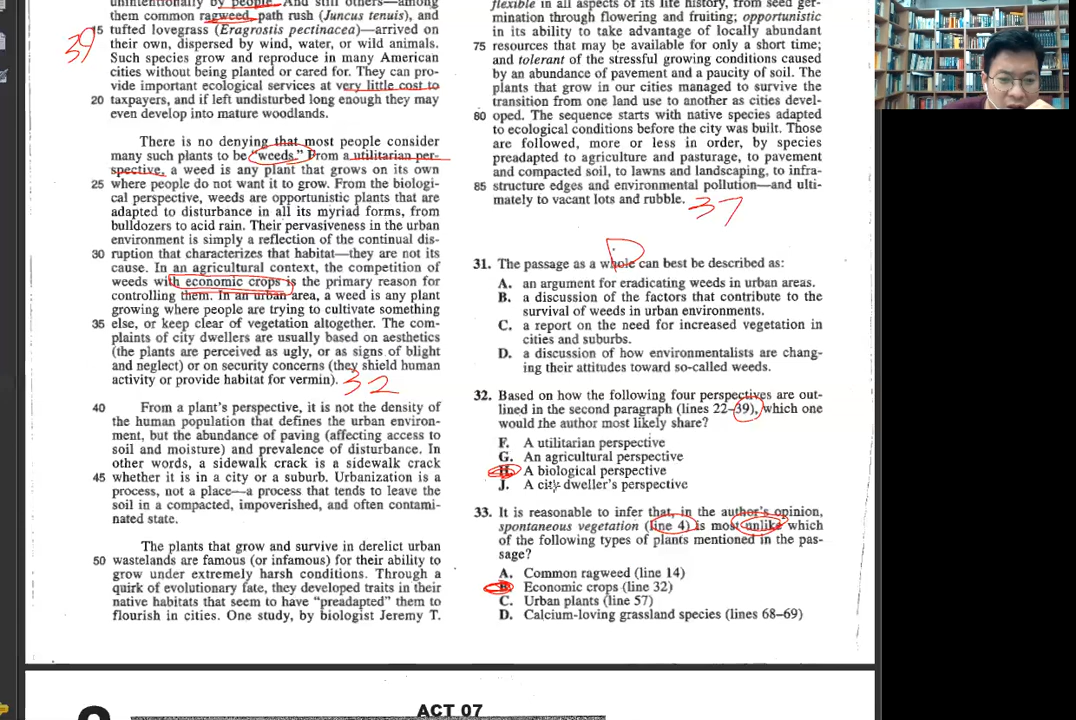 unintentionally by people. And still others—among
them common ragweed, path rush (Juncus tenuis), and
15 tufted lovegrass (Eragrostis pectinacea)—arrived on
their own, dispersed by wind, water, or wild animals.
Such species grow and reproduce in many American
cities without being planted or cared for. They can pro-
vide important ecological services at very little cost to
20 taxpayers, and if left undisturbed long enough they may
even develop into mature woodlands.
39
There is no denying that most people consider
many such plants to be "weeds." From a utilitarian per-
spective, a weed is any plant that grows on its own
25 where people do not want it to grow. From the biologi-
cal perspective, weeds are opportunistic plants that are
adapted to disturbance in all its myriad forms, from
bulldozers to acid rain. Their pervasiveness in the urban
environment is simply a reflection of the continual dis-
30 ruption that characterizes that habitat—they are not its
cause. In an agricultural context, the competition of
weeds with economic crops is the primary reason for
controlling them. In an urban area, a weed is any plant
growing where people are trying to cultivate something
35 else, or keep clear of vegetation altogether. The com-
plaints of city dwellers are usually based on aesthetics
(the plants are perceived as ugly, or as signs of blight
and neglect) or on security concerns (they shield human
activity or provide habitat for vermin). 32
40 From a plant's perspective, it is not the density of
the human population that defines the urban environ-
ment, but the abundance of paving (affecting access to
soil and moisture) and prevalence of disturbance. In
other words, a sidewalk crack is a sidewalk crack
45 whether it is in a city or a suburb. Urbanization is a
process, not a place—a process that tends to leave the
soil in a compacted, impoverished, and often contami-
nated state.
The plants that grow and survive in derelict urban
50 wastelands are famous (or infamous) for their ability to
grow under extremely harsh conditions. Through a
quirk of evolutionary fate, they developed traits in their
native habitats that seem to have "preadapted" them to
flourish in cities. One study, by biologist Jeremy T.
flexible in all aspects of its life history, from seed ger-
mination through flowering and fruiting; opportunistic
in its ability to take advantage of locally abundant
75 resources that may be available for only a short time;
and tolerant of the stressful growing conditions caused
by an abundance of pavement and a paucity of soil. The
plants that grow in our cities managed to survive the
transition from one land use to another as cities devel-
80 oped. The sequence starts with native species adapted
to ecological conditions before the city was built. Those
are followed, more or less in order, by species
preadapted to agriculture and pasturage, to pavement
and compacted soil, to lawns and landscaping, to infra-
85 structure edges and environmental pollution—and ulti-
mately to vacant lots and rubble. 37
D
31. The passage as a whole can best be described as:
A. an argument for eradicating weeds in urban areas.
B. a discussion of the factors that contribute to the
survival of weeds in urban environments.
C. a report on the need for increased vegetation in
cities and suburbs.
D. a discussion of how environmentalists are chang-
ing their attitudes toward so-called weeds.
32. Based on how the following four perspectives are out-
lined in the second paragraph (lines 22–39), which one
would the author most likely share?
F. A utilitarian perspective
G. An agricultural perspective
H. A biological perspective
J. A city dweller's perspective
33. It is reasonable to infer that, in the author's opinion,
spontaneous vegetation (line 4) is most unlike which
of the following types of plants mentioned in the pas-
sage?
A. Common ragweed (line 14)
B. Economic crops (line 32)
C. Urban plants (line 57)
D. Calcium-loving grassland species (lines 68–69)
ACT 07